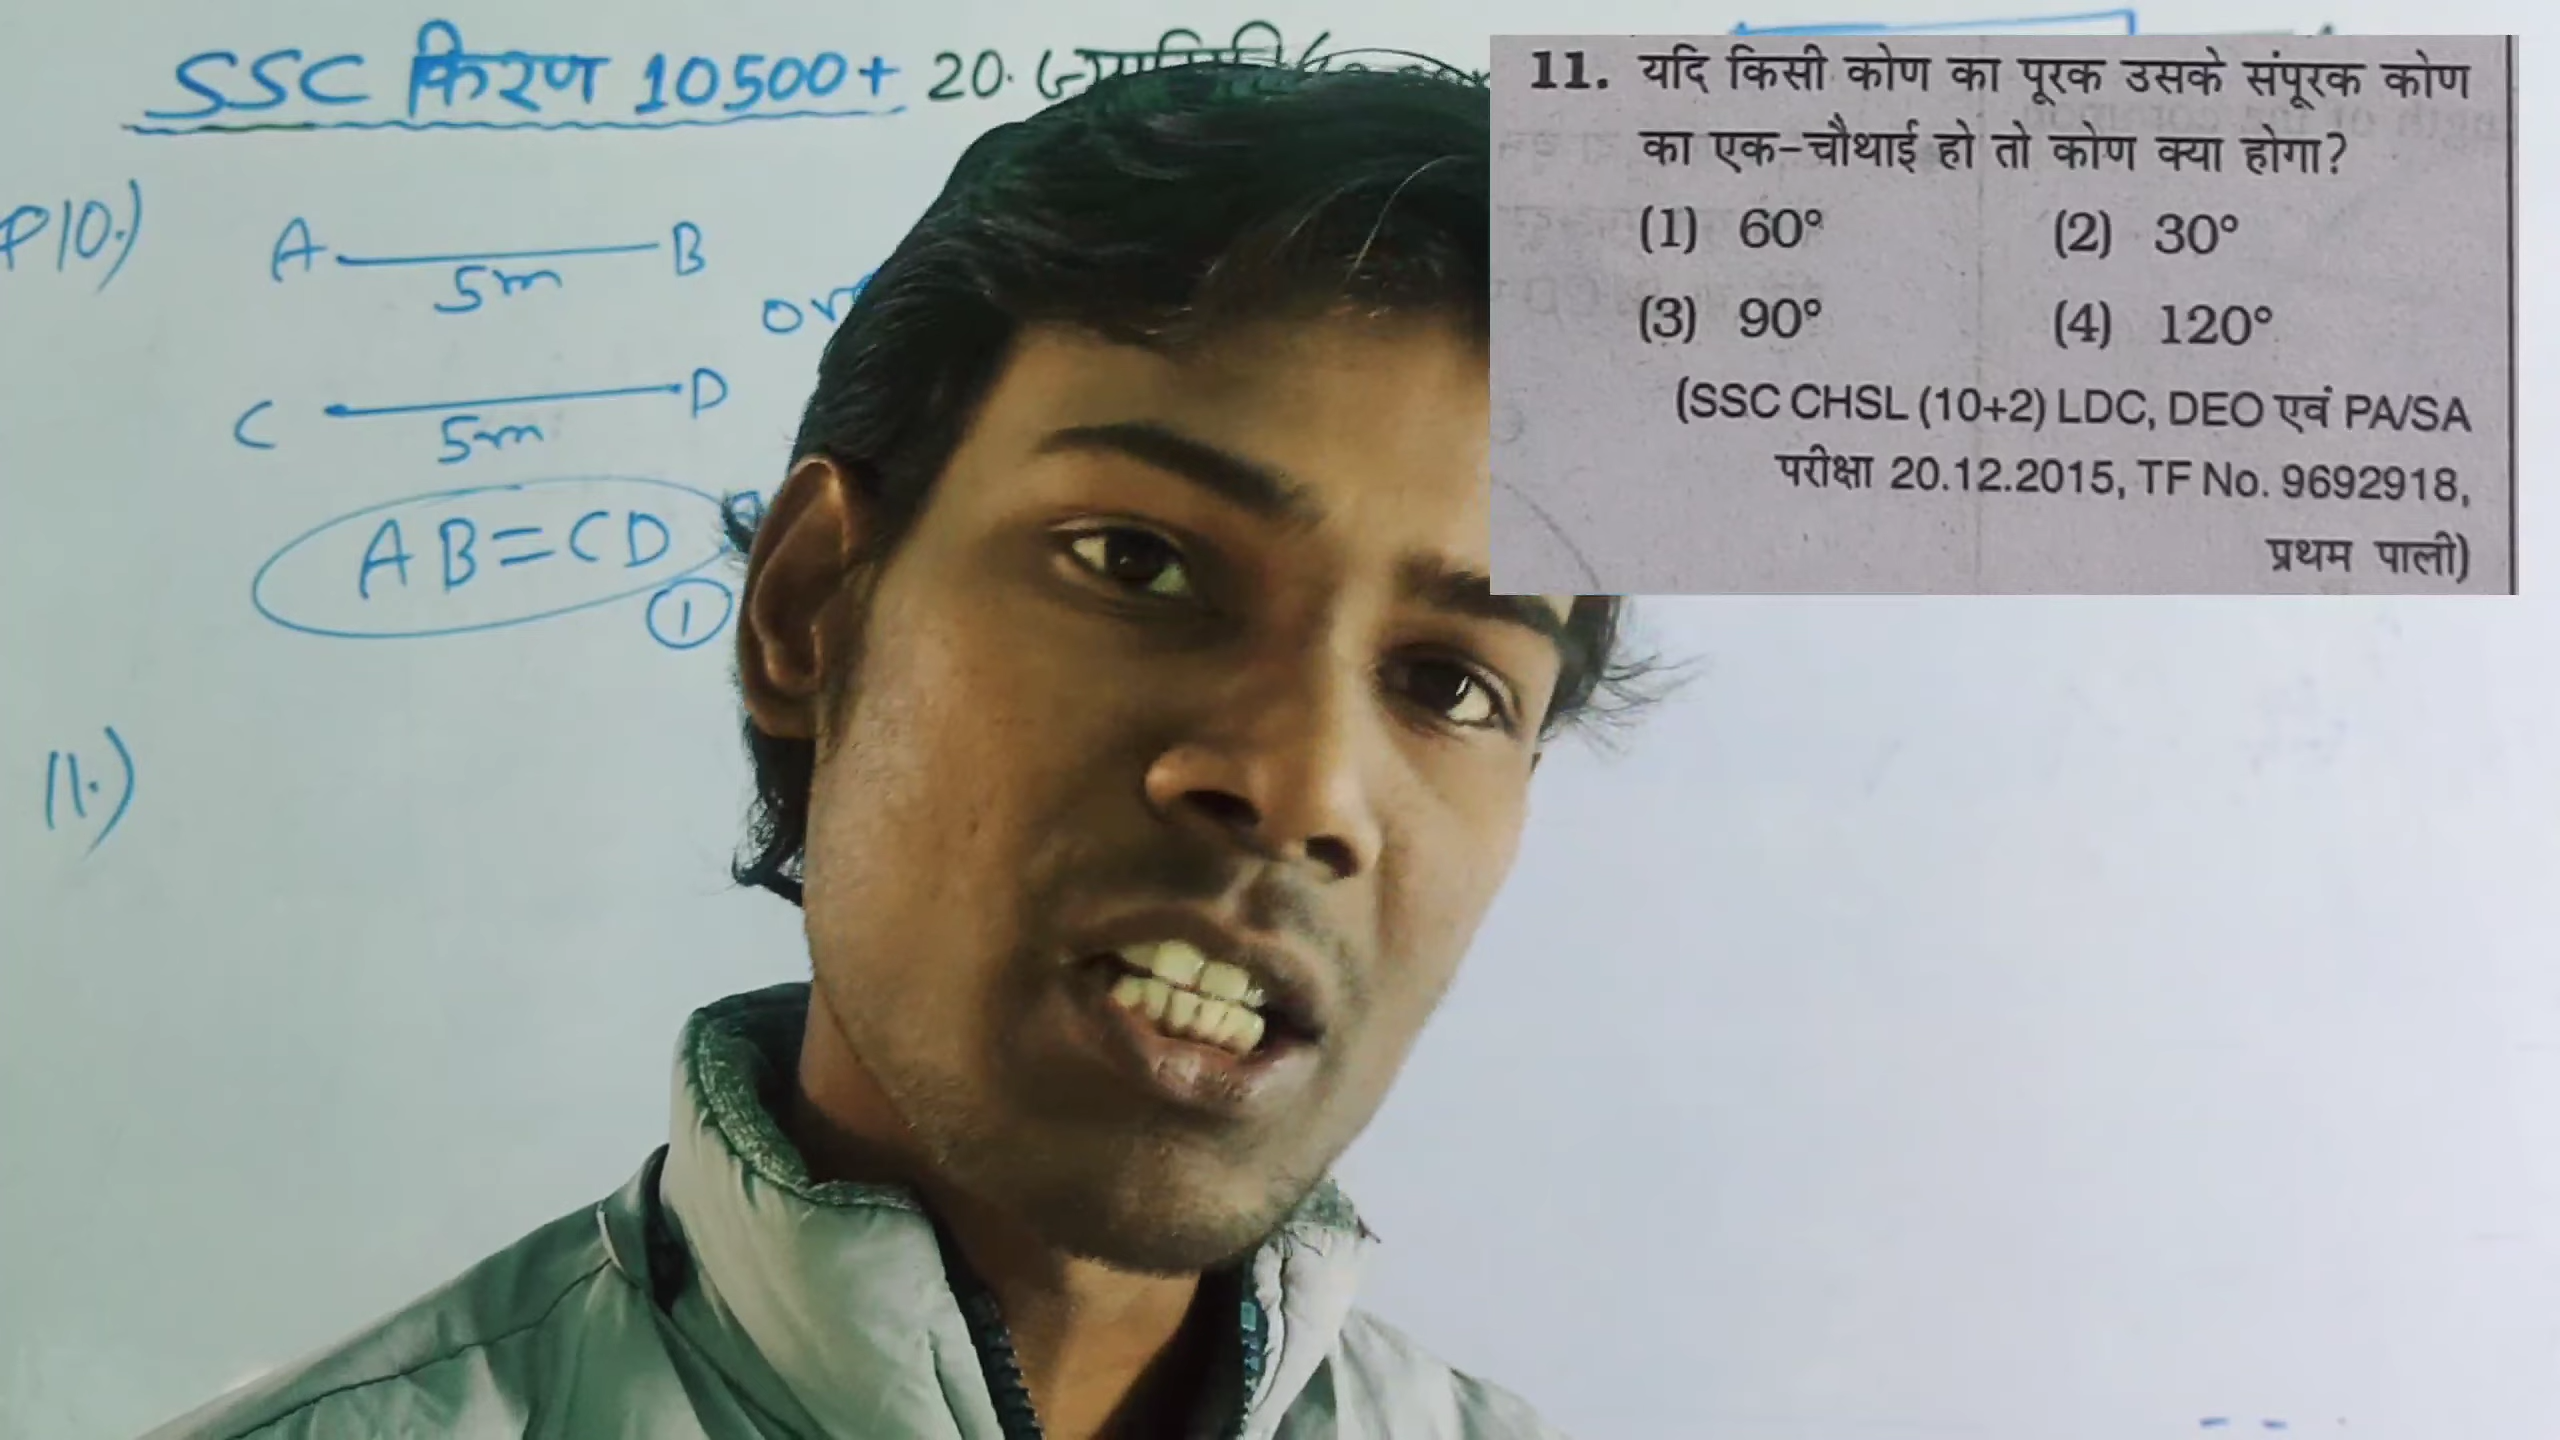 SSC किरण 10500+ 20.
P10.)
A B
5m
or
C D
5m
AB=CD
1
11.)
11. यदि किसी कोण का पूरक उसके संपूरक कोण
का एक-चौथाई हो तो कोण क्या होगा?
(1) 60° (2) 30°
(3) 90° (4) 120°
(SSC CHSL (10+2) LDC, DEO एवं PA/SA
परीक्षा 20.12.2015, TF No. 9692918,
प्रथम पाली)